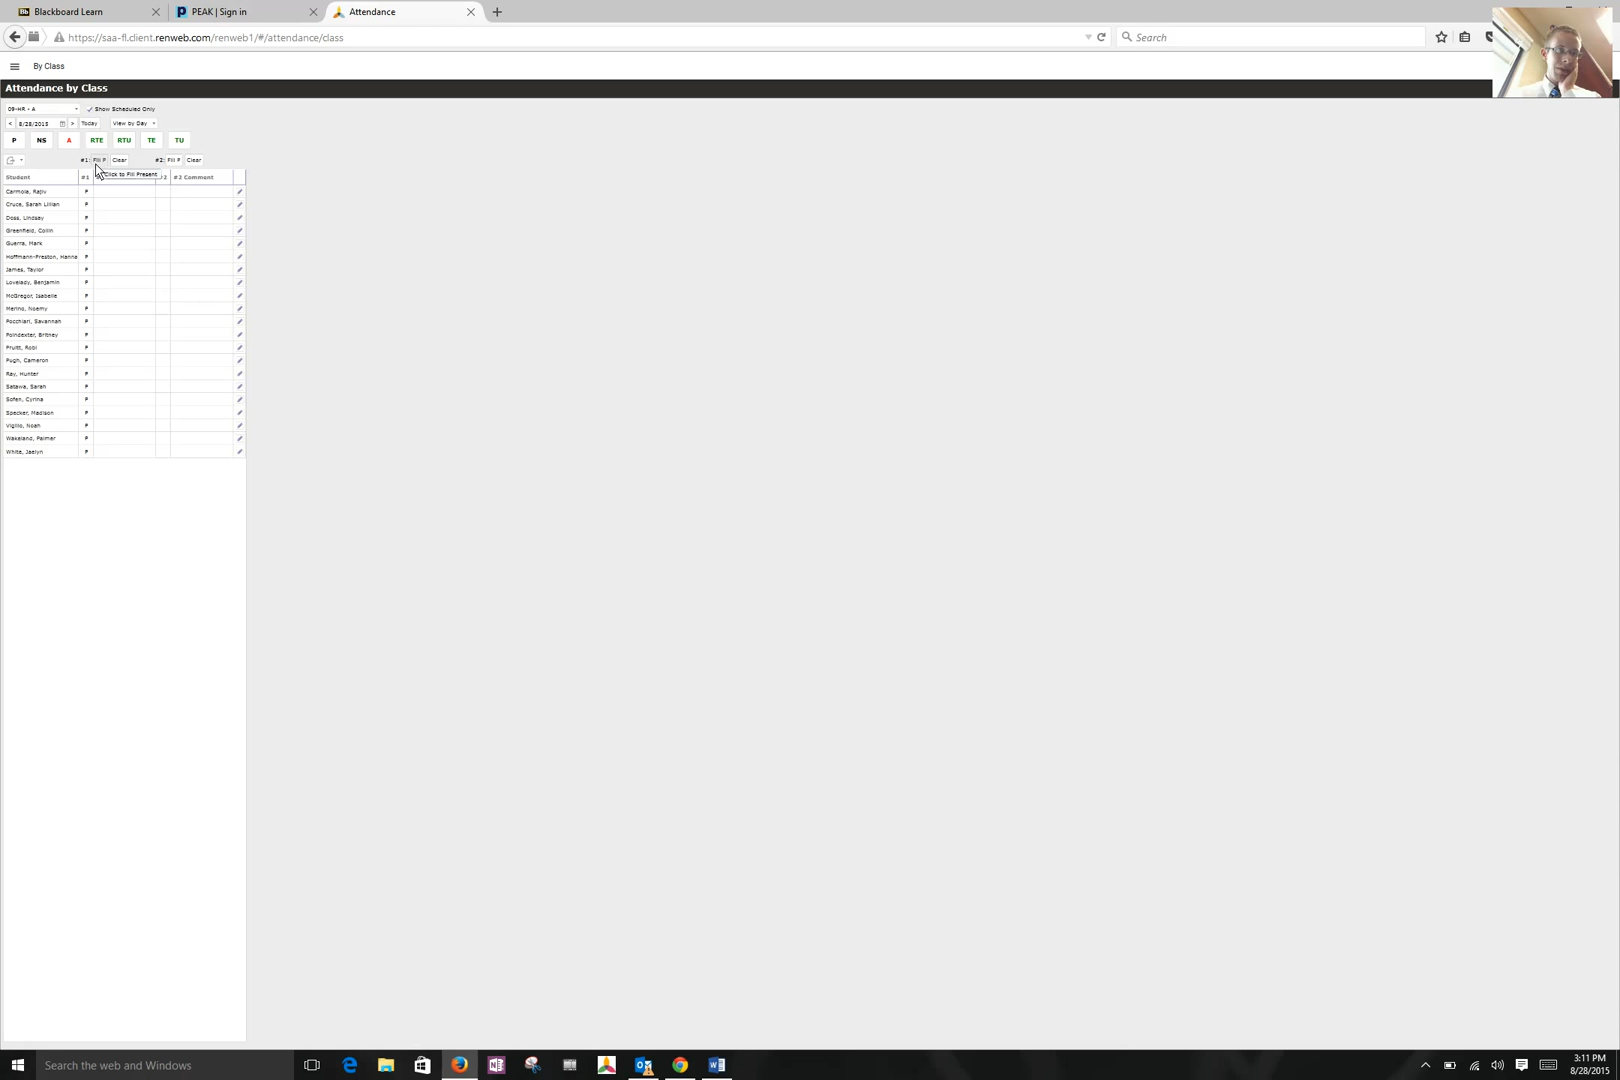 Blackboard Learn
PEAK | Sign in
Attendance
https://saa-fl.client.renweb.com/renweb1/#/attendance/class
Search
By Class
Attendance by Class
09-HR - A
Show Scheduled Only
< 8/28/2015 > Today View by Day
P NS A RTE RTU TE TU
#1: Fill P Clear #2: Fill P Clear
Click to Fill Present
Student #1 #2 Comment
Carmola, Rajiv P
Cruce, Sarah Lillian P
Doss, Lindsay P
Greenfield, Collin P
Guerra, Mark P
Hoffmann-Preston, Hanna P
James, Taylor P
Lovelady, Benjamin P
McGregor, Isabelle P
Merino, Noemy P
Pocchiari, Savannah P
Poindexter, Britney P
Pruitt, Robi P
Pugh, Cameron P
Ray, Hunter P
Satawa, Sarah P
Sofen, Cyrina P
Specker, Madison P
Vigilio, Noah P
Wakeland, Palmer P
White, Jaelyn P
Search the web and Windows
3:11 PM
8/28/2015